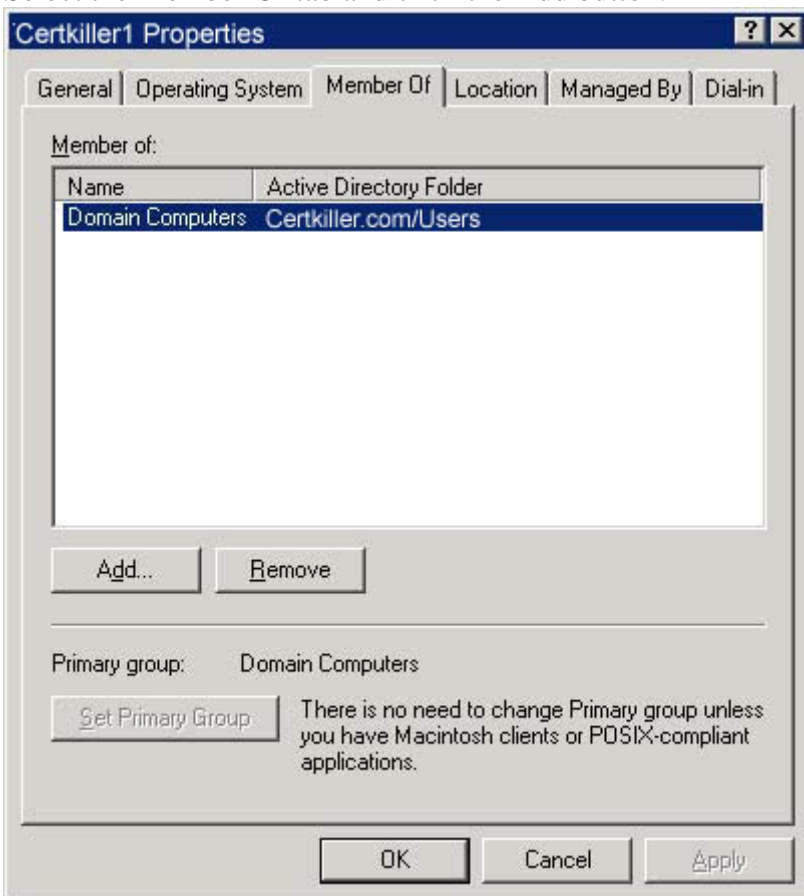 Certkiller1 Properties ? X
General Operating System Member Of Location Managed By Dial-in
Member of:
Name Active Directory Folder
Domain Computers Certkiller.com/Users
Add... Remove
Primary group: Domain Computers
Set Primary Group There is no need to change Primary group unless
you have Macintosh clients or POSIX-compliant
applications.
OK Cancel Apply